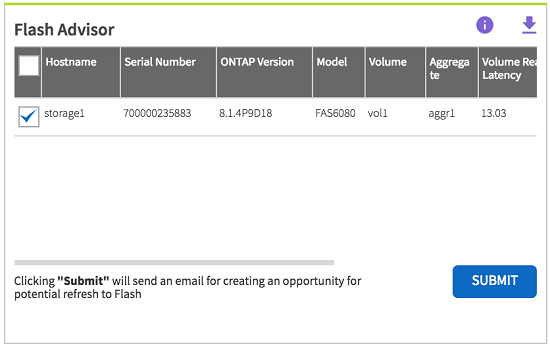 Flash Advisor
Hostname Serial Number ONTAP Version Model Volume Aggrega Volume Rea
te Latency
storage1 700000235883 8.1.4P9D18 FAS6080 vol1 aggr1 13.03
Clicking "Submit" will send an email for creating an opportunity for
potential refresh to Flash
SUBMIT